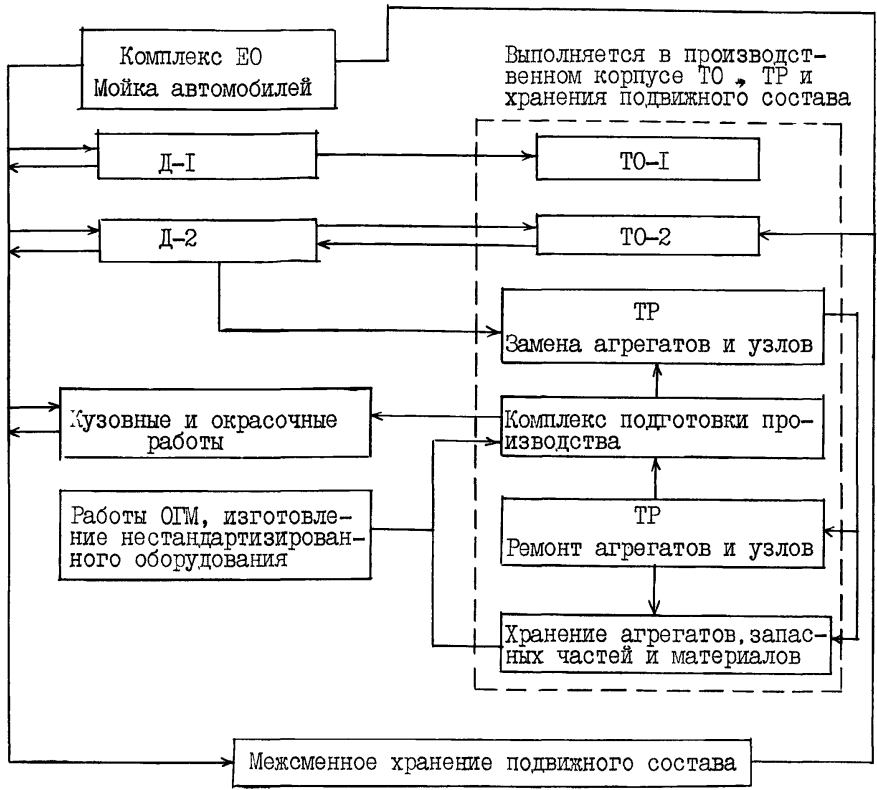 Комплекс ЕО
Мойка автомобилей
Выполняется в производст-
венном корпусе ТО, ТР и
хранения подвижного состава
Д-I
ТО-I
Д-2
ТО-2
ТР
Замена агрегатов и узлов
Кузовные и окрасочные
работы
Комплекс подготовки про-
изводства
Работы ОГМ, изготовле-
ние нестандартизирован-
ного оборудования
ТР
Ремонт агрегатов и узлов
Хранение агрегатов, запас-
ных частей и материалов
Межсменное хранение подвижного состава